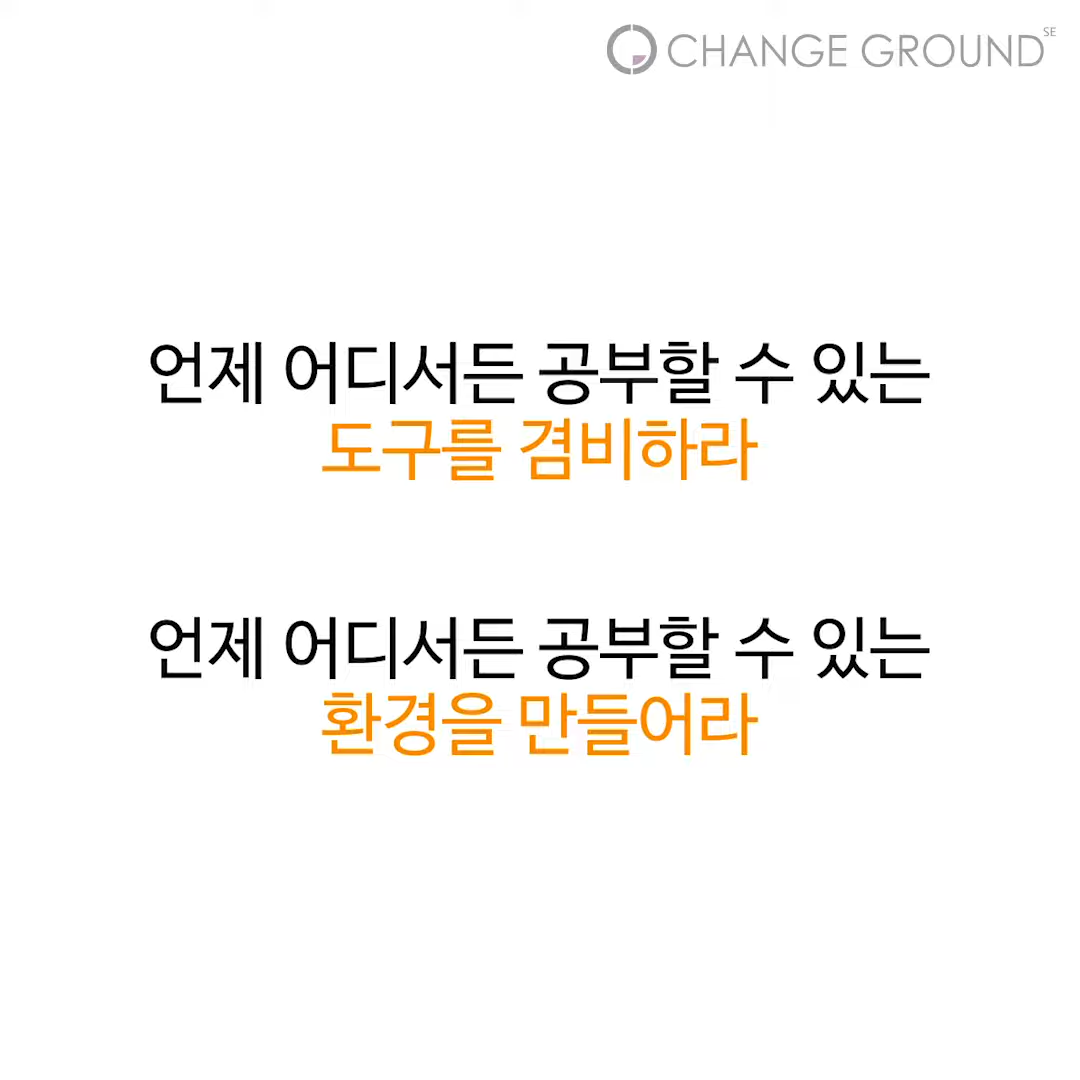 CHANGE GROUND SE
언제 어디서든 공부할 수 있는
도구를 겸비하라
언제 어디서든 공부할 수 있는
환경을 만들어라